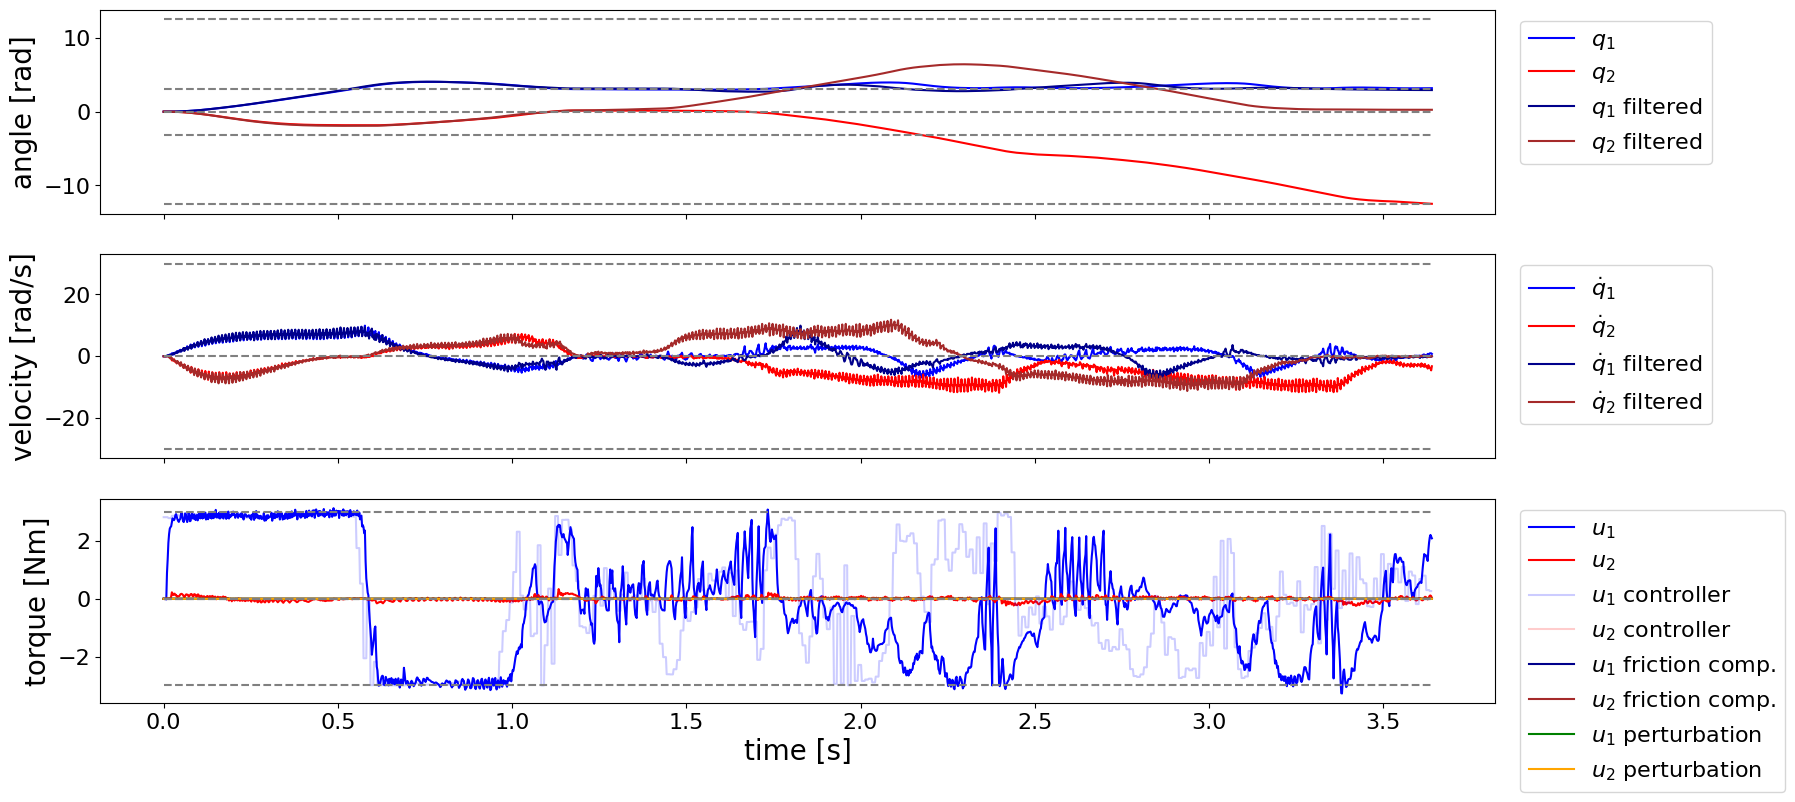 angle [rad]
10
0
−10
q₁
q₂
q₁ filtered
q₂ filtered
velocity [rad/s]
20
0
−20
q̇₁
q̇₂
q̇₁ filtered
q̇₂ filtered
torque [Nm]
2
0
−2
0.0 0.5 1.0 1.5 2.0 2.5 3.0 3.5
time [s]
u₁
u₂
u₁ controller
u₂ controller
u₁ friction comp.
u₂ friction comp.
u₁ perturbation
u₂ perturbation